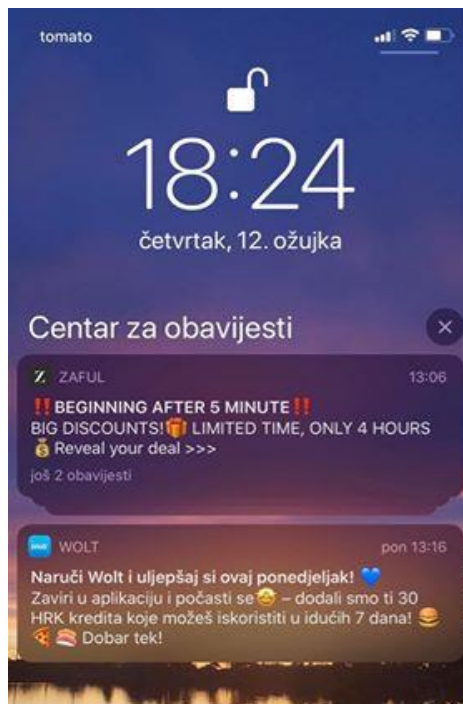 tomato
18:24
četvrtak, 12. ožujka
Centar za obavijesti
ZAFUL 13:06
‼️BEGINNING AFTER 5 MINUTE‼️
BIG DISCOUNTS!🎁 LIMITED TIME, ONLY 4 HOURS
💰 Reveal your deal >>>
još 2 obavijesti
WOLT pon 13:16
Naruči Wolt i uljepšaj si ovaj ponedjeljak! 💙
Zaviri u aplikaciju i počasti se🤩 – dodali smo ti 30
HRK kredita koje možeš iskoristiti u idućih 7 dana! 🍔
🍕 🍣 Dobar tek!